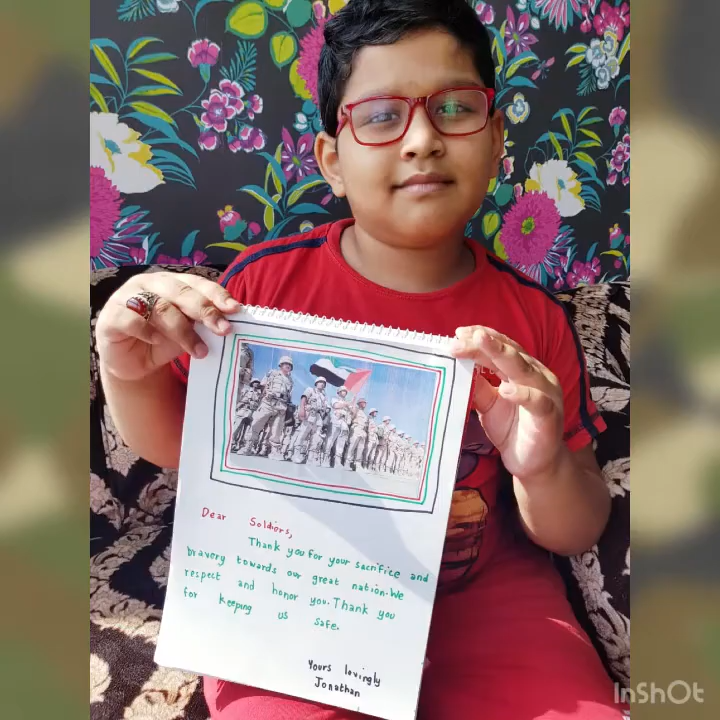 Dear Soldiers,
Thank you for your sacrifice and
bravery towards our great nation. We
respect and honor you. Thank you
for keeping us safe.
Yours lovingly
Jonathan
InShOt